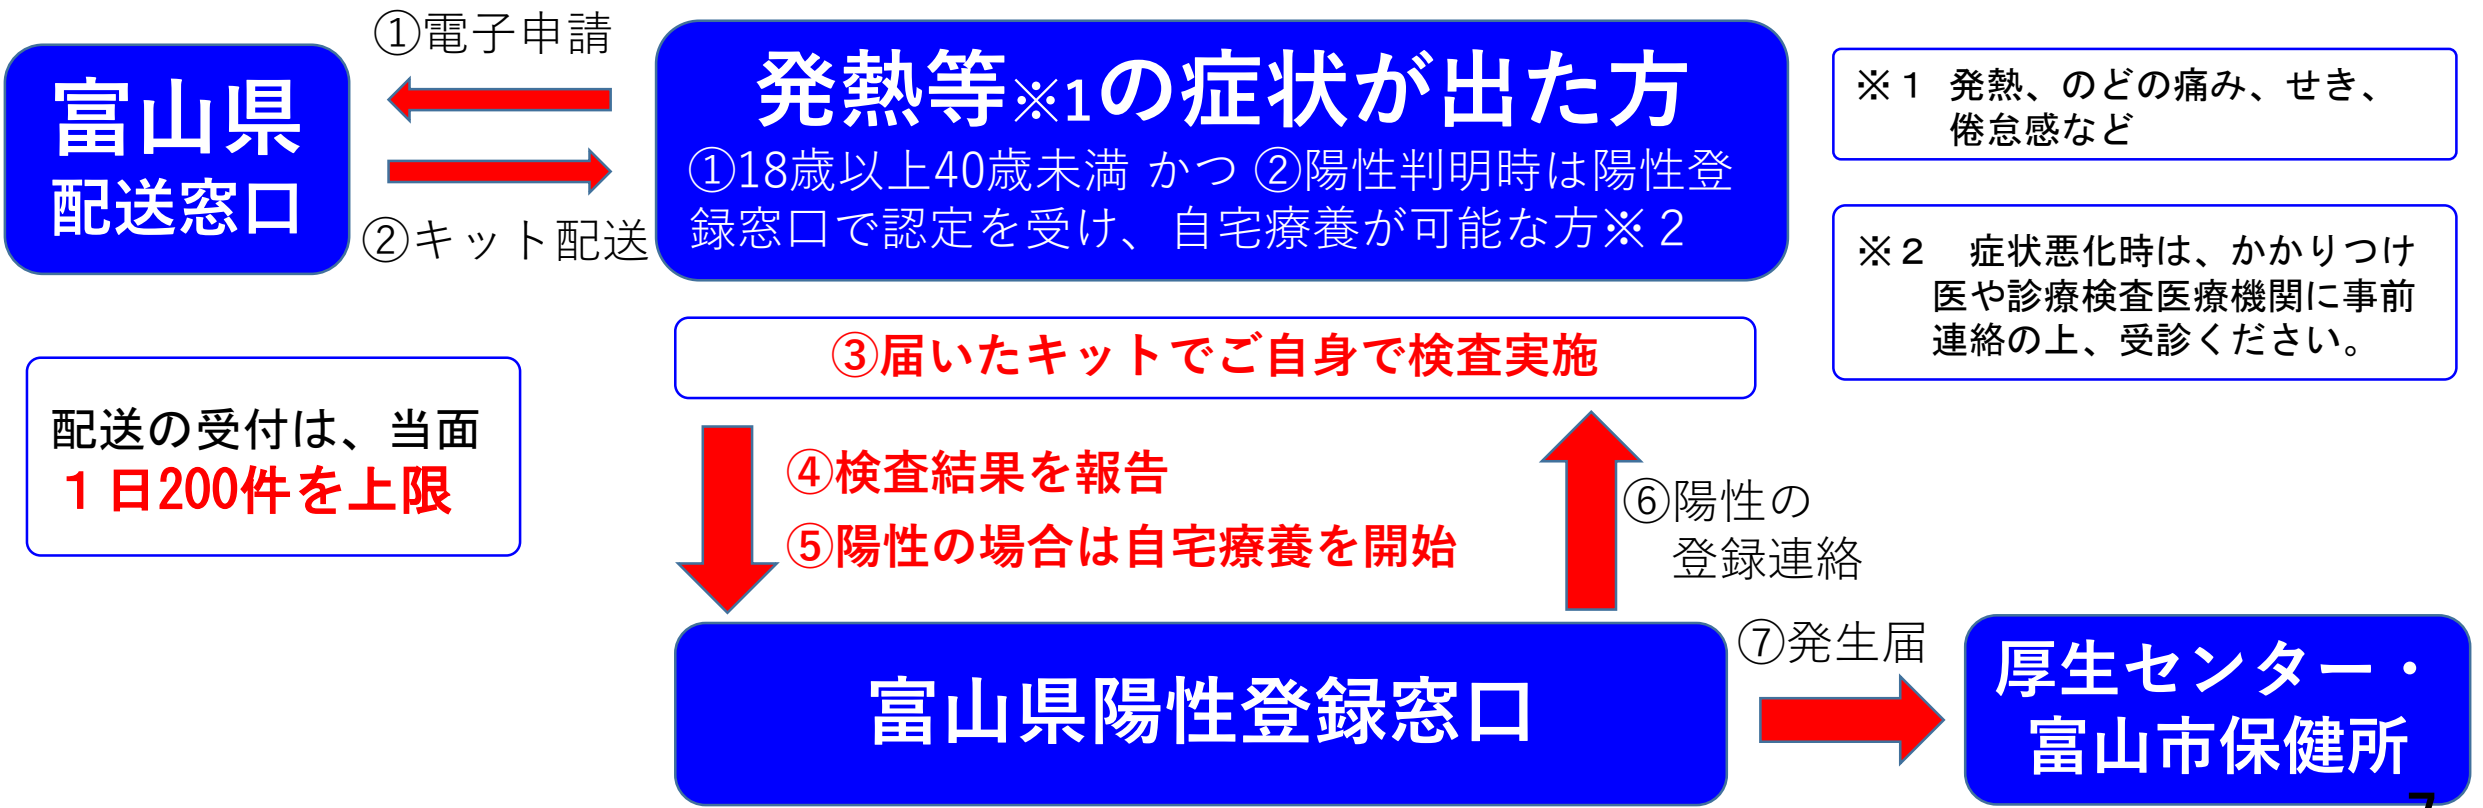 ①電子申請
富山県
配送窓口
②キット配送
発熱等※1の症状が出た方
①18歳以上40歳未満 かつ ②陽性判明時は陽性登
録窓口で認定を受け、自宅療養が可能な方※２
※１ 発熱、のどの痛み、せき、
倦怠感など
※２ 症状悪化時は、かかりつけ
医や診療検査医療機関に事前
連絡の上、受診ください。
③届いたキットでご自身で検査実施
配送の受付は、当面
１日200件を上限
④検査結果を報告
⑤陽性の場合は自宅療養を開始
⑥陽性の
登録連絡
富山県陽性登録窓口
⑦発生届
厚生センター・
富山市保健所